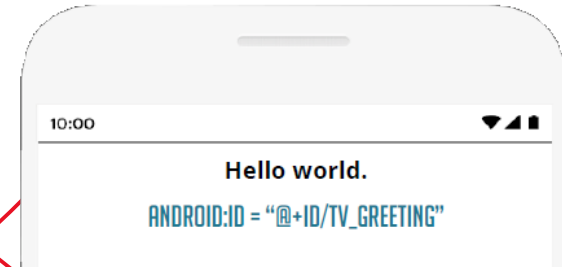 10:00
Hello world.
ANDROID:ID = “@+ID/TV_GREETING”